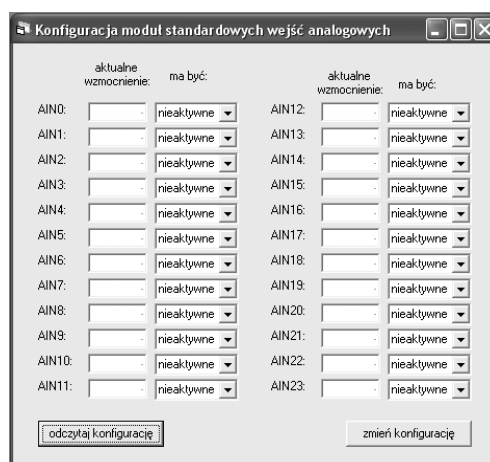 Konfiguracja moduł standardowych wejść analogowych
aktualne wzmocnienie: ma być: aktualne wzmocnienie: ma być:
AIN0: - nieaktywne AIN12: - nieaktywne
AIN1: - nieaktywne AIN13: - nieaktywne
AIN2: - nieaktywne AIN14: - nieaktywne
AIN3: - nieaktywne AIN15: - nieaktywne
AIN4: - nieaktywne AIN16: - nieaktywne
AIN5: - nieaktywne AIN17: - nieaktywne
AIN6: - nieaktywne AIN18: - nieaktywne
AIN7: - nieaktywne AIN19: - nieaktywne
AIN8: - nieaktywne AIN20: - nieaktywne
AIN9: - nieaktywne AIN21: - nieaktywne
AIN10: - nieaktywne AIN22: - nieaktywne
AIN11: - nieaktywne AIN23: - nieaktywne
odczytaj konfigurację zmień konfigurację